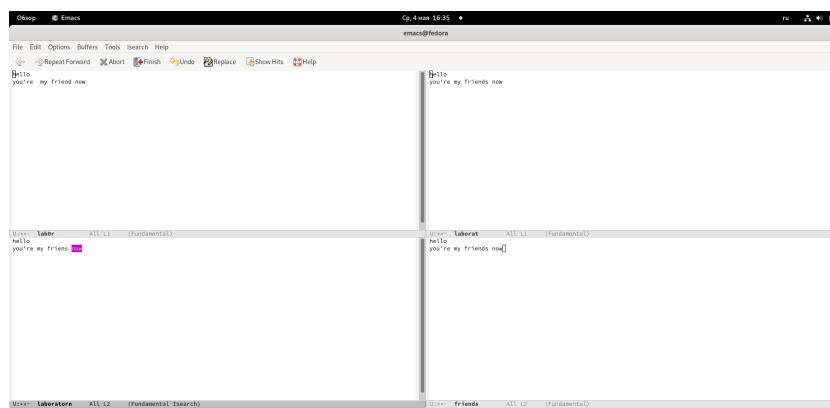 Обзор Emacs Ср, 4 мая 16:35 ru
emacs@fedora
File Edit Options Buffers Tools Isearch Help
Repeat Forward Abort Finish Undo Replace Show Hits Help
Hello
you're  my friend now
Hello
you're my friends now
U:**-  lab0r  All L1  (Fundamental)
U:**-  laborat  All L1  (Fundamental)
hello
you're my friens now
hello
you're my friends now
U:**-  laboratorn  All L2  (Fundamental Isearch)
U:**-  friends  All L2  (Fundamental)